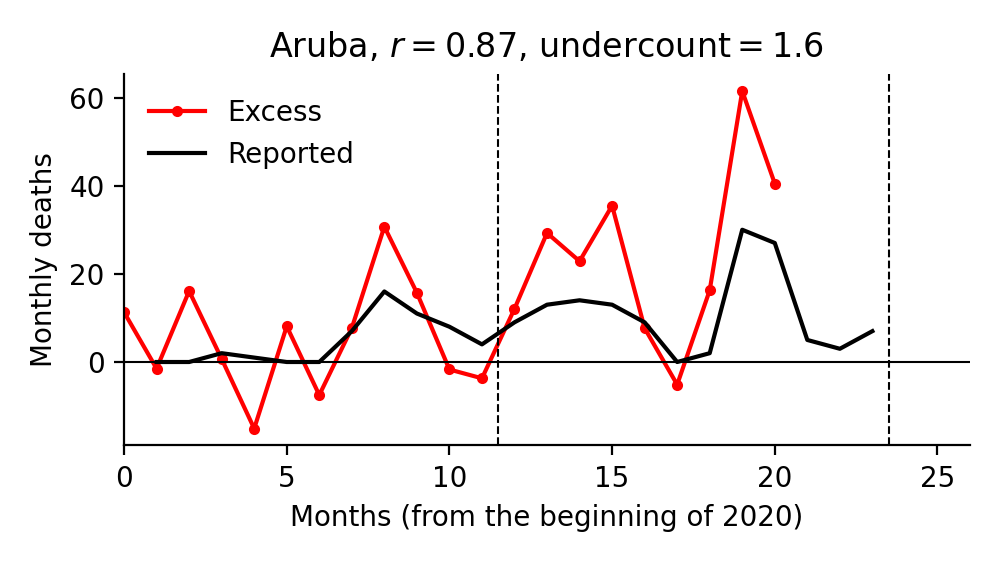 Aruba, r = 0.87, undercount = 1.6
Excess
Reported
Monthly deaths
60
40
20
0
0 5 10 15 20 25
Months (from the beginning of 2020)